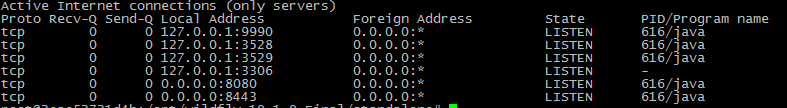 Active Internet connections (only servers)
Proto Recv-Q Send-Q Local Address Foreign Address State PID/Program name
tcp 0 0 127.0.0.1:9990 0.0.0.0:* LISTEN 616/java
tcp 0 0 127.0.0.1:3528 0.0.0.0:* LISTEN 616/java
tcp 0 0 127.0.0.1:3529 0.0.0.0:* LISTEN 616/java
tcp 0 0 127.0.0.1:3306 0.0.0.0:* LISTEN -
tcp 0 0 0.0.0.0:8080 0.0.0.0:* LISTEN 616/java
tcp 0 0 0.0.0.0:8443 0.0.0.0:* LISTEN 616/java